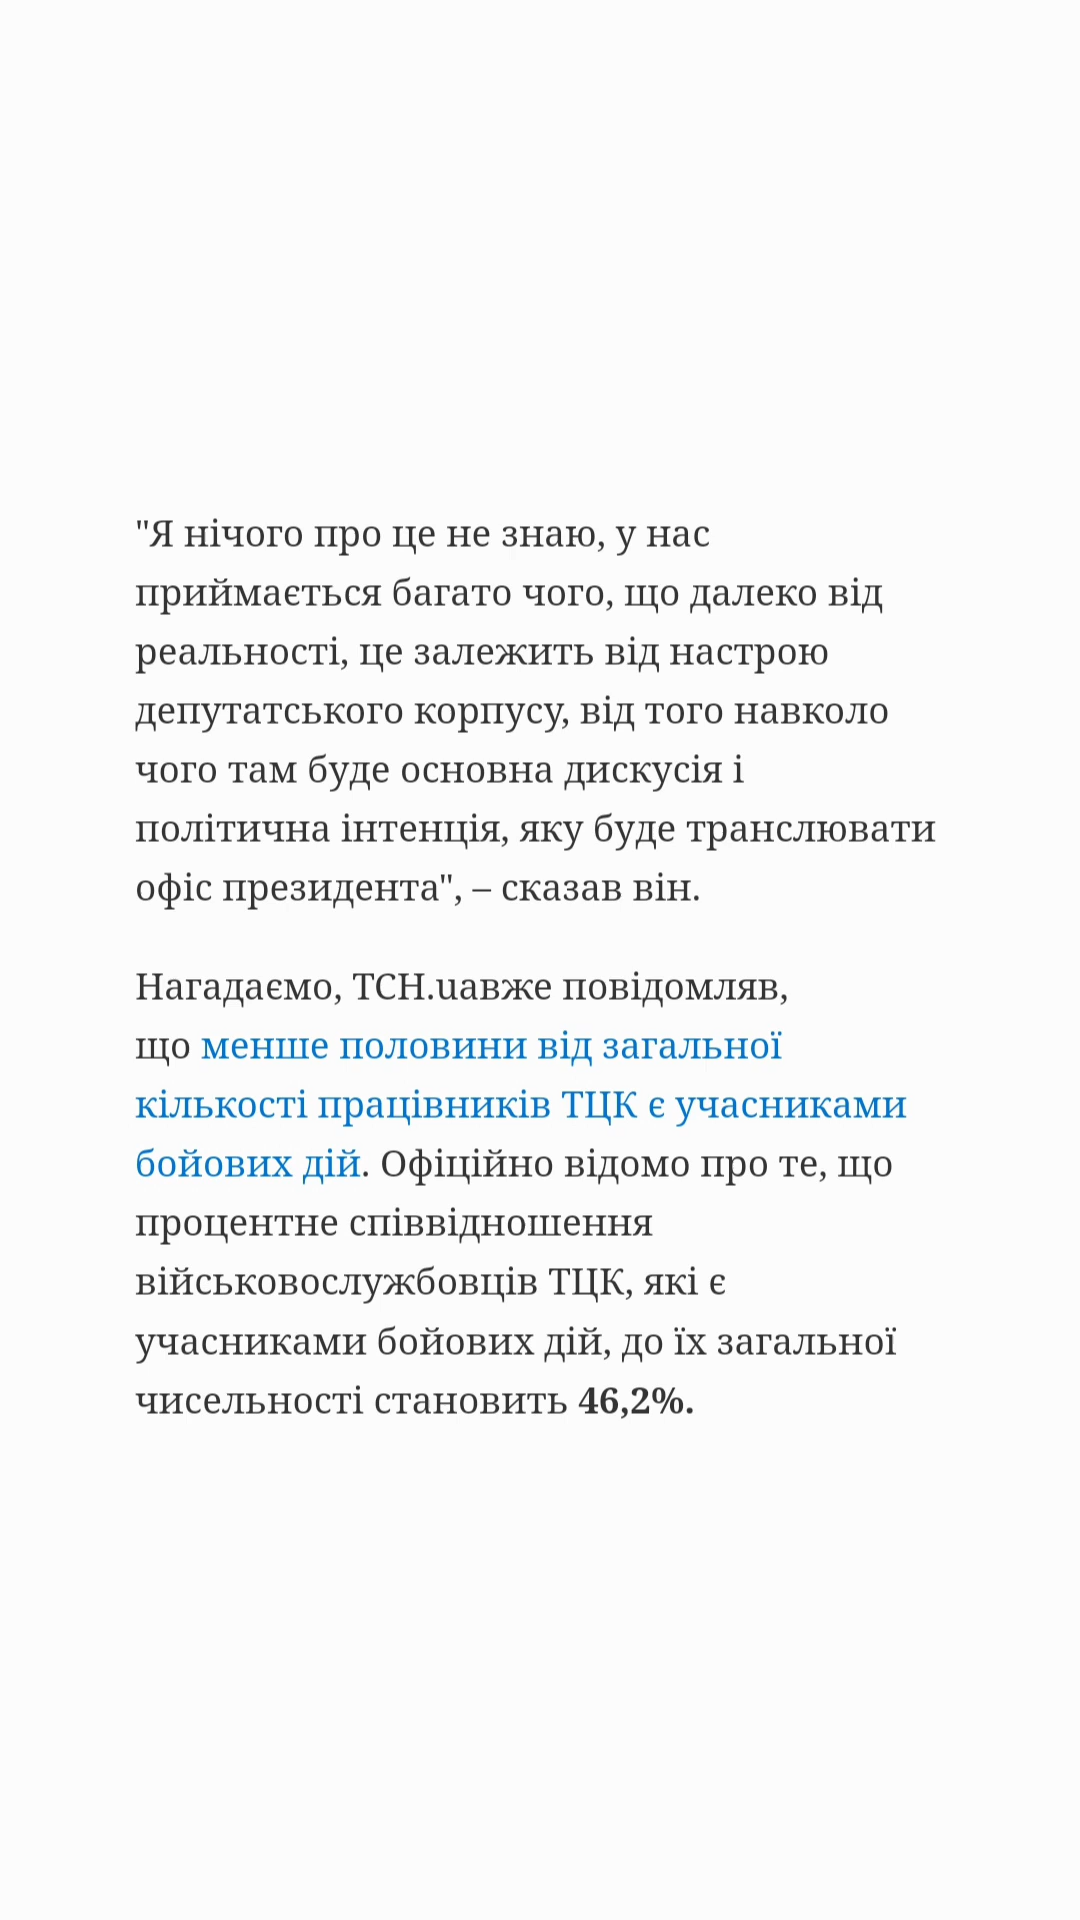 "Я нічого про це не знаю, у нас
приймається багато чого, що далеко від
реальності, це залежить від настрою
депутатського корпусу, від того навколо
чого там буде основна дискусія і
політична інтенція, яку буде транслювати
офіс президента", – сказав він.
Нагадаємо, ТСН.uaвже повідомляв,
що менше половини від загальної
кількості працівників ТЦК є учасниками
бойових дій. Офіційно відомо про те, що
процентне співвідношення
військовослужбовців ТЦК, які є
учасниками бойових дій, до їх загальної
чисельності становить 46,2%.